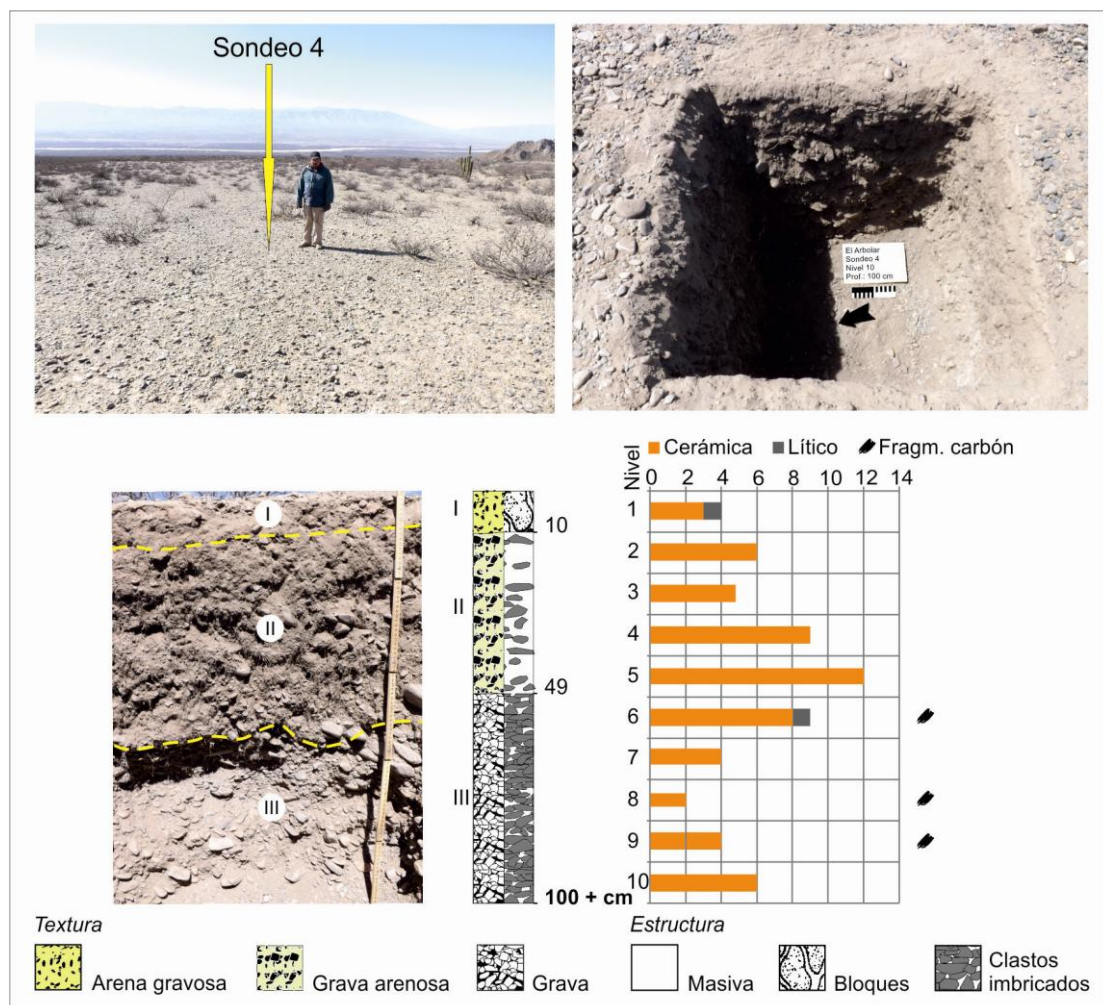 Sondeo 4
El Arbolar
Sondeo 4
Nivel 10
Prof.: 100 cm
I
II
III
I
II
III
10
49
100 + cm
Cerámica Lítico Fragm. carbón
Nivel
0 2 4 6 8 10 12 14
1
2
3
4
5
6
7
8
9
10
Textura
Arena gravosa
Grava arenosa
Grava
Estructura
Masiva
Bloques
Clastos
imbricados